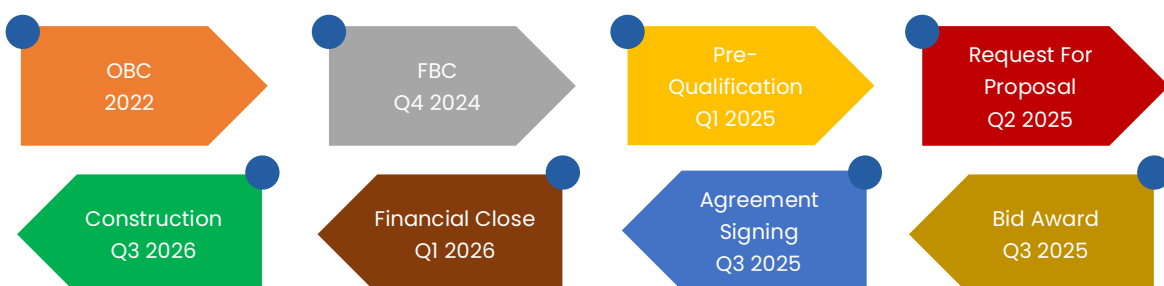 OBC
2022
FBC
Q4 2024
Pre-
Qualification
Q1 2025
Request For
Proposal
Q2 2025
Construction
Q3 2026
Financial Close
Q1 2026
Agreement
Signing
Q3 2025
Bid Award
Q3 2025